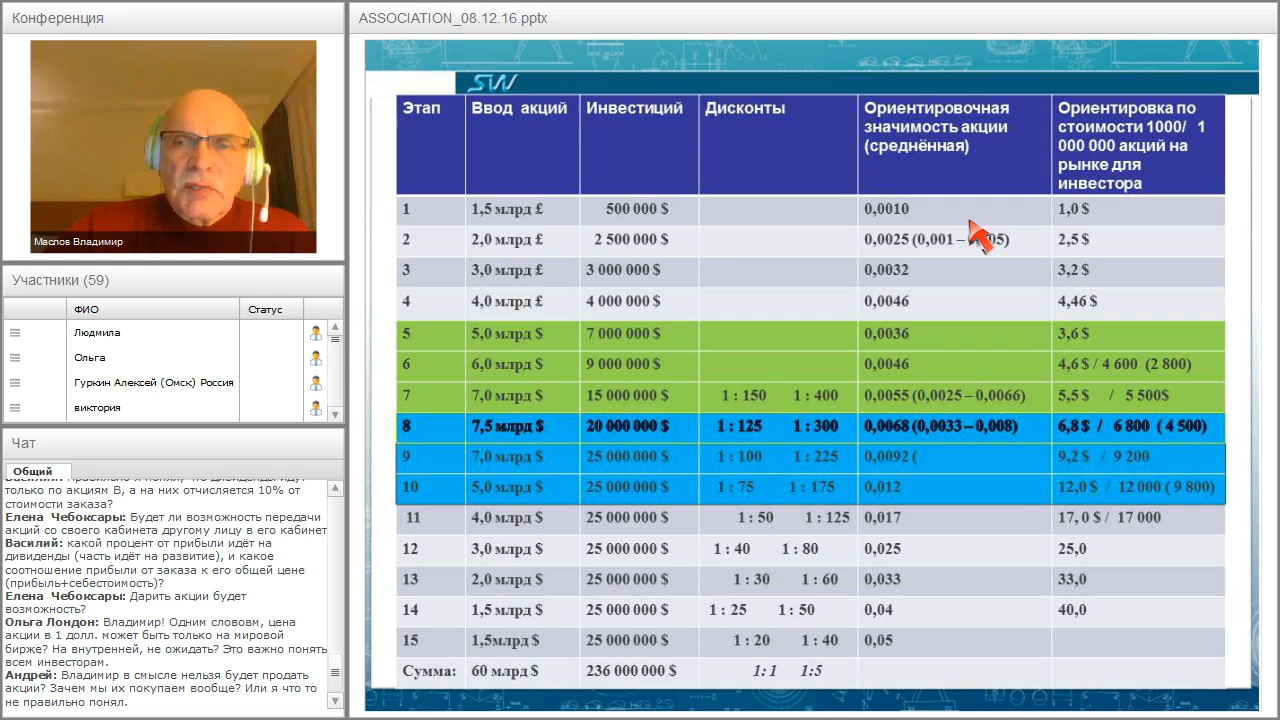 Конференция
Маслов Владимир
Участники (59)
ФИО Статус
Людмила
Ольга
Гуркин Алексей (Омск) Россия
виктория
Чат
Общий
только по акциям В, а на них отчисляется 10% от
стоимости заказа?
Елена Чебоксары: Будет ли возможность передачи
акций со своего кабинета другому лицу в его кабинет
Василий: какой процент от прибыли идёт на
дивиденды (часть идёт на развитие), и какое
соотношение прибыли от заказа к его общей цене
(прибыль+себестоимость)?
Елена Чебоксары: Дарить акции будет
возможность?
Ольга Лондон: Владимир! Одним слововм, цена
акции в 1 долл. может быть только на мировой
бирже? На внутренней, не ожидать? Это важно понять
всем инвесторам.
Андрей: Владимир в смысле нельзя будет продать
акции? Зачем мы их покупаем вообще? Или я что то
не правильно понял.
ASSOCIATION_08.12.16.pptx
SW
Этап Ввод акций Инвестиций Дисконты Ориентировочная значимость акции (среднённая) Ориентировка по стоимости 1000/ 1 000 000 акций на рынке для инвестора
1 1,5 млрд £ 500 000 $ 0,0010 1,0 $
2 2,0 млрд £ 2 500 000 $ 0,0025 (0,001 – 05) 2,5 $
3 3,0 млрд £ 3 000 000 $ 0,0032 3,2 $
4 4,0 млрд £ 4 000 000 $ 0,0046 4,46 $
5 5,0 млрд $ 7 000 000 $ 0,0036 3,6 $
6 6,0 млрд $ 9 000 000 $ 0,0046 4,6 $ / 4 600 (2 800)
7 7,0 млрд $ 15 000 000 $ 1 : 150 1 : 400 0,0055 (0,0025 – 0,0066) 5,5 $ / 5 500$
8 7,5 млрд $ 20 000 000 $ 1 : 125 1 : 300 0,0068 (0,0033 – 0,008) 6,8 $ / 6 800 ( 4 500)
9 7,0 млрд $ 25 000 000 $ 1 : 100 1 : 225 0,0092 ( 9,2 $ / 9 200
10 5,0 млрд $ 25 000 000 $ 1 : 75 1 : 175 0,012 12,0 $ / 12 000 ( 9 800)
11 4,0 млрд $ 25 000 000 $ 1 : 50 1 : 125 0,017 17, 0 $ / 17 000
12 3,0 млрд $ 25 000 000 $ 1 : 40 1 : 80 0,025 25,0
13 2,0 млрд $ 25 000 000 $ 1 : 30 1 : 60 0,033 33,0
14 1,5 млрд $ 25 000 000 $ 1 : 25 1 : 50 0,04 40,0
15 1,5млрд $ 25 000 000 $ 1 : 20 1 : 40 0,05
Сумма: 60 млрд $ 236 000 000 $ 1:1 1:5